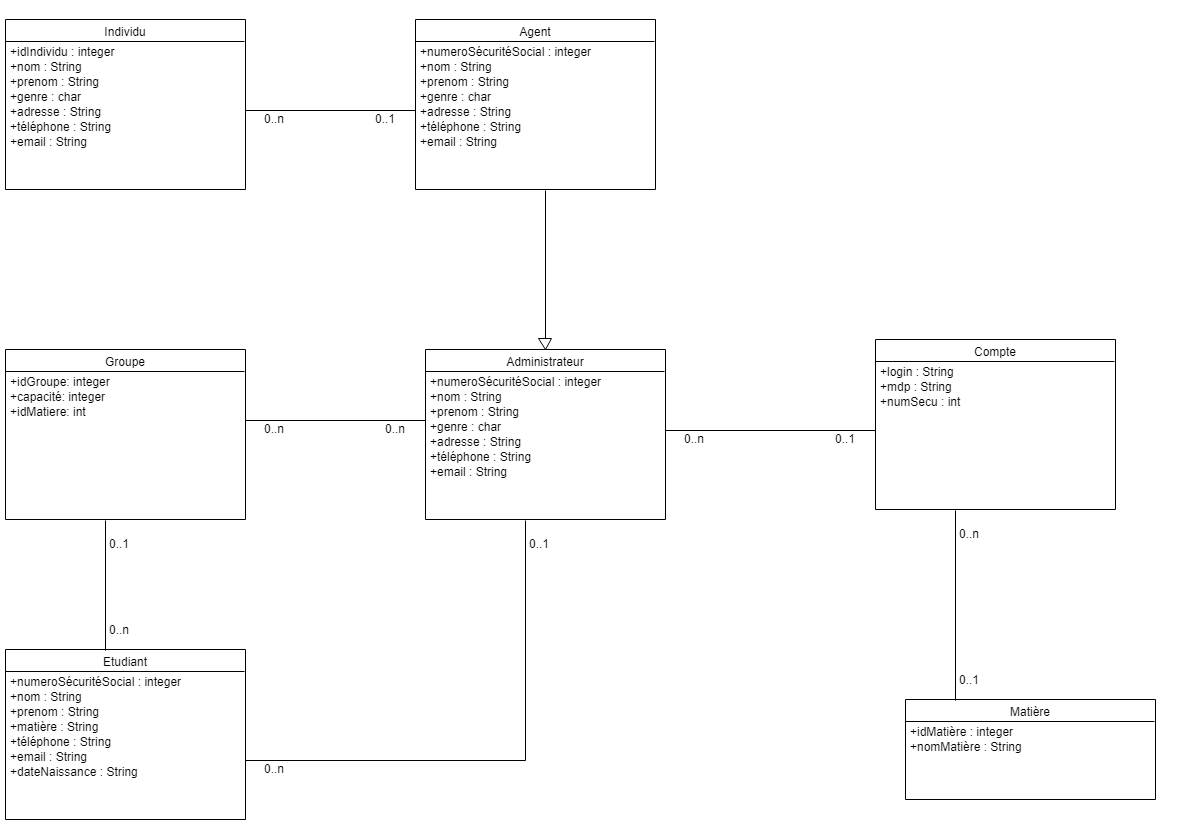 Individu
+idIndividu : integer
+nom : String
+prenom : String
+genre : char
+adresse : String
+téléphone : String
+email : String
0..n
0..1
Agent
+numeroSécuritéSocial : integer
+nom : String
+prenom : String
+genre : char
+adresse : String
+téléphone : String
+email : String
Groupe
+idGroupe: integer
+capacité: integer
+idMatiere: int
0..n
0..n
Administrateur
+numeroSécuritéSocial : integer
+nom : String
+prenom : String
+genre : char
+adresse : String
+téléphone : String
+email : String
0..n
0..1
Compte
+login : String
+mdp : String
+numSecu : int
0..1
0..n
0..1
0..n
0..1
Etudiant
+numeroSécuritéSocial : integer
+nom : String
+prenom : String
+matière : String
+téléphone : String
+email : String
+dateNaissance : String
0..n
Matière
+idMatière : integer
+nomMatière : String